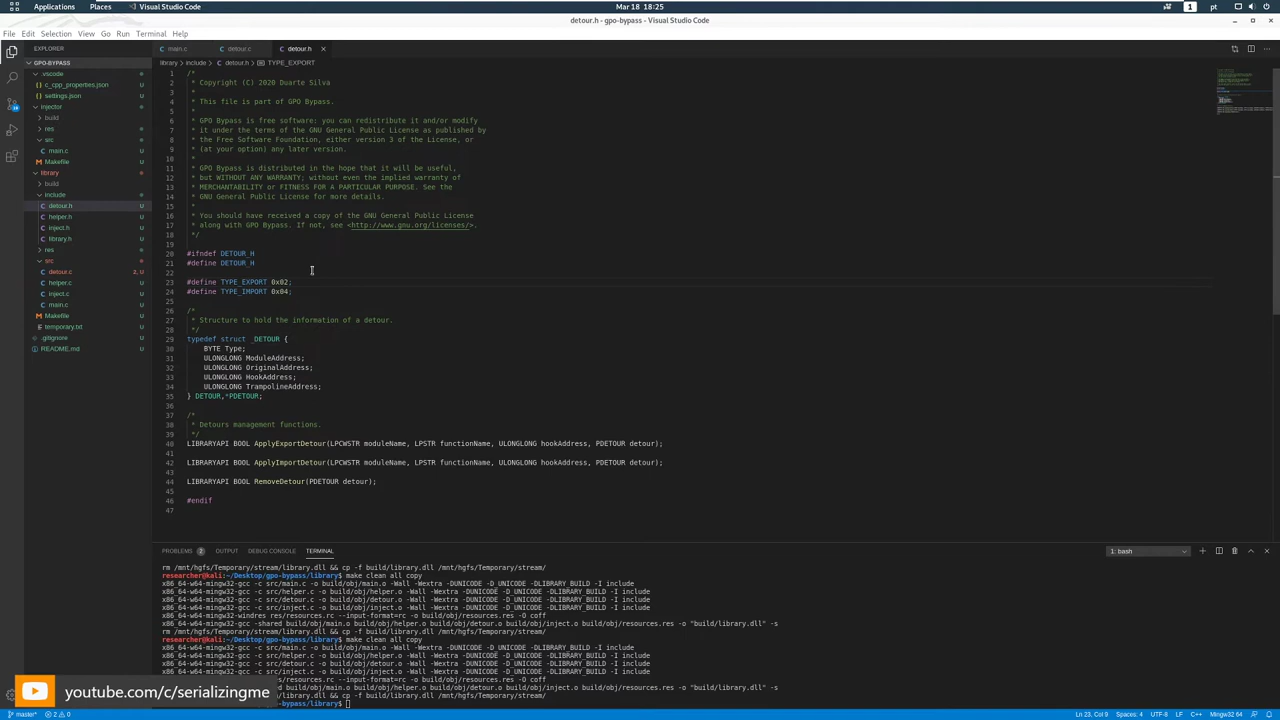 Applications Places Visual Studio Code Mar 18 18:25 1 pt
detour.h - gpo-bypass - Visual Studio Code
File Edit Selection View Go Run Terminal Help
EXPLORER
GPO-BYPASS
.vscode
c_cpp_properties.json U
settings.json U
injector
build
res
src
main.c U
Makefile U
library
build
include
detour.h U
helper.h U
inject.h U
library.h U
res
src
detour.c 2, U
helper.c U
inject.c U
main.c U
Makefile U
temporary.txt U
.gitignore U
README.md U
main.c detour.c detour.h
library > include > detour.h > TYPE_EXPORT
1 /*
2 * Copyright (C) 2020 Duarte Silva
3 *
4 * This file is part of GPO Bypass.
5 *
6 * GPO Bypass is free software: you can redistribute it and/or modify
7 * it under the terms of the GNU General Public License as published by
8 * the Free Software Foundation, either version 3 of the License, or
9 * (at your option) any later version.
10 *
11 * GPO Bypass is distributed in the hope that it will be useful,
12 * but WITHOUT ANY WARRANTY; without even the implied warranty of
13 * MERCHANTABILITY or FITNESS FOR A PARTICULAR PURPOSE. See the
14 * GNU General Public License for more details.
15 *
16 * You should have received a copy of the GNU General Public License
17 * along with GPO Bypass. If not, see <http://www.gnu.org/licenses/>.
18 */
19
20 #ifndef DETOUR_H
21 #define DETOUR_H
22
23 #define TYPE_EXPORT 0x02;
24 #define TYPE_IMPORT 0x04;
25
26 /*
27 * Structure to hold the information of a detour.
28 */
29 typedef struct _DETOUR {
30 BYTE Type;
31 ULONGLONG ModuleAddress;
32 ULONGLONG OriginalAddress;
33 ULONGLONG HookAddress;
34 ULONGLONG TrampolineAddress;
35 } DETOUR,*PDETOUR;
36
37 /*
38 * Detours management functions.
39 */
40 LIBRARYAPI BOOL ApplyExportDetour(LPCWSTR moduleName, LPSTR functionName, ULONGLONG hookAddress, PDETOUR detour);
41
42 LIBRARYAPI BOOL ApplyImportDetour(LPCWSTR moduleName, LPSTR functionName, ULONGLONG hookAddress, PDETOUR detour);
43
44 LIBRARYAPI BOOL RemoveDetour(PDETOUR detour);
45
46 #endif
47
PROBLEMS 2 OUTPUT DEBUG CONSOLE TERMINAL 1: bash
rm /mnt/hgfs/Temporary/stream/library.dll && cp -f build/library.dll /mnt/hgfs/Temporary/stream/
researcher@kali:~/Desktop/gpo-bypass/library$ make clean all copy
x86_64-w64-mingw32-gcc -c src/main.c -o build/obj/main.o -Wall -Wextra -DUNICODE -D_UNICODE -DLIBRARY_BUILD -I include
x86_64-w64-mingw32-gcc -c src/helper.c -o build/obj/helper.o -Wall -Wextra -DUNICODE -D_UNICODE -DLIBRARY_BUILD -I include
x86_64-w64-mingw32-gcc -c src/detour.c -o build/obj/detour.o -Wall -Wextra -DUNICODE -D_UNICODE -DLIBRARY_BUILD -I include
x86_64-w64-mingw32-gcc -c src/inject.c -o build/obj/inject.o -Wall -Wextra -DUNICODE -D_UNICODE -DLIBRARY_BUILD -I include
x86_64-w64-mingw32-windres res/resources.rc --input-format=rc -o build/obj/resources.res -O coff
x86_64-w64-mingw32-gcc -shared build/obj/main.o build/obj/helper.o build/obj/detour.o build/obj/inject.o build/obj/resources.res -o "build/library.dll" -s
rm /mnt/hgfs/Temporary/stream/library.dll && cp -f build/library.dll /mnt/hgfs/Temporary/stream/
researcher@kali:~/Desktop/gpo-bypass/library$ make clean all copy
x86_64-w64-mingw32-gcc -c src/main.c -o build/obj/main.o -Wall -Wextra -DUNICODE -D_UNICODE -DLIBRARY_BUILD -I include
x86_64-w64-mingw32-gcc -c src/helper.c -o build/obj/helper.o -Wall -Wextra -DUNICODE -D_UNICODE -DLIBRARY_BUILD -I include
x86_64-w64-mingw32-gcc -c src/detour.c -o build/obj/detour.o -Wall -Wextra -DUNICODE -D_UNICODE -DLIBRARY_BUILD -I include
x86_64-w64-mingw32-gcc -c src/inject.c -o build/obj/inject.o -Wall -Wextra -DUNICODE -D_UNICODE -DLIBRARY_BUILD -I include
res/resources.rc --input-format=rc -o build/obj/resources.res -O coff
d build/obj/main.o build/obj/helper.o build/obj/detour.o build/obj/inject.o build/obj/resources.res -o "build/library.dll" -s
/library.dll && cp -f build/library.dll /mnt/hgfs/Temporary/stream/
gpo-bypass/library$
youtube.com/c/serializingme
master* 2 0 Ln 23, Col 9 Spaces: 4 UTF-8 LF C++ Mingw32 64